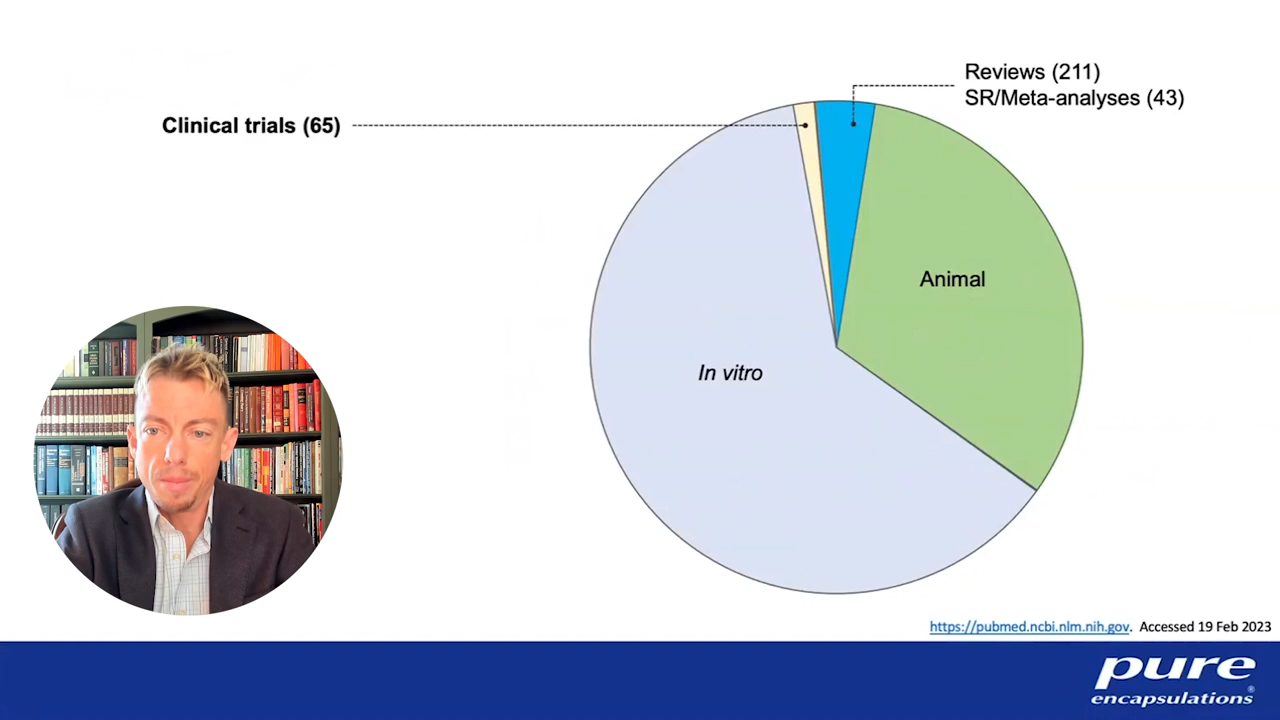 Reviews (211)
SR/Meta-analyses (43)
Clinical trials (65)
Animal
In vitro
https://pubmed.ncbi.nlm.nih.gov. Accessed 19 Feb 2023
pure
encapsulations®